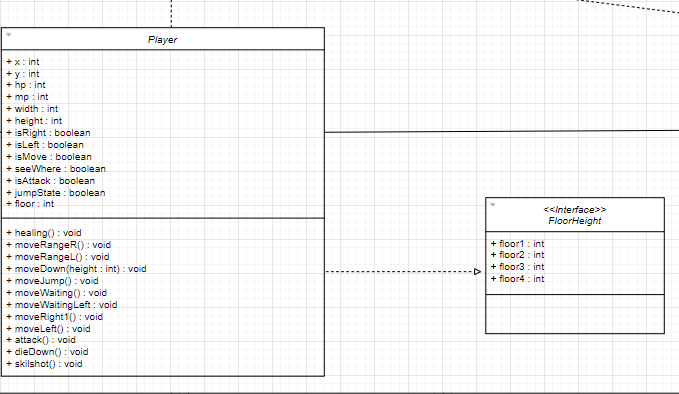 Player
+ x : int
+ y : int
+ hp : int
+ mp : int
+ width : int
+ height : int
+ isRight : boolean
+ isLeft : boolean
+ isMove : boolean
+ seeWhere : boolean
+ isAttack : boolean
+ jumpState : boolean
+ floor : int
+ healing() : void
+ moveRangeR() : void
+ moveRangeL() : void
+ moveDown(height : int) : void
+ moveJump() : void
+ moveWaiting() : void
+ moveWaitingLeft : void
+ moveRight1() : void
+ moveLeft() : void
+ attack() : void
+ dieDown() : void
+ skilshot() : void
<<Interface>>
FloorHeight
+ floor1 : int
+ floor2 : int
+ floor3 : int
+ floor4 : int